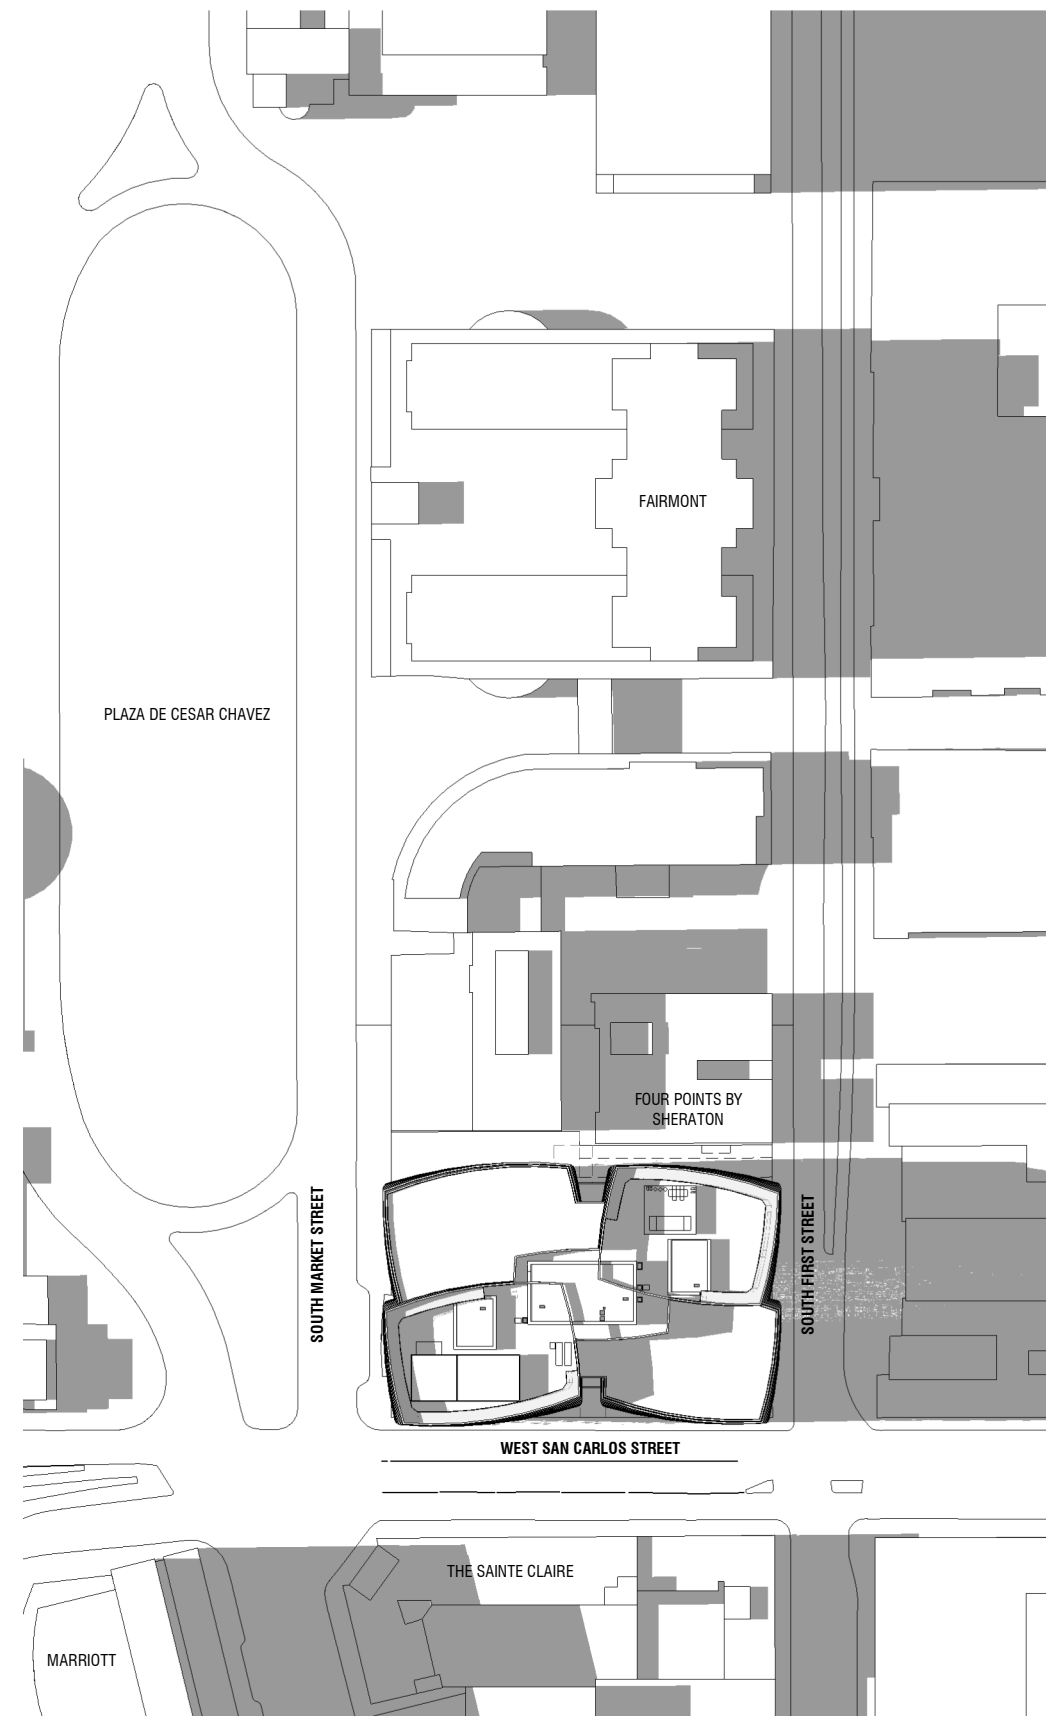 FAIRMONT
PLAZA DE CESAR CHAVEZ
FOUR POINTS BY
SHERATON
SOUTH MARKET STREET
SOUTH FIRST STREET
WEST SAN CARLOS STREET
THE SAINTE CLAIRE
MARRIOTT